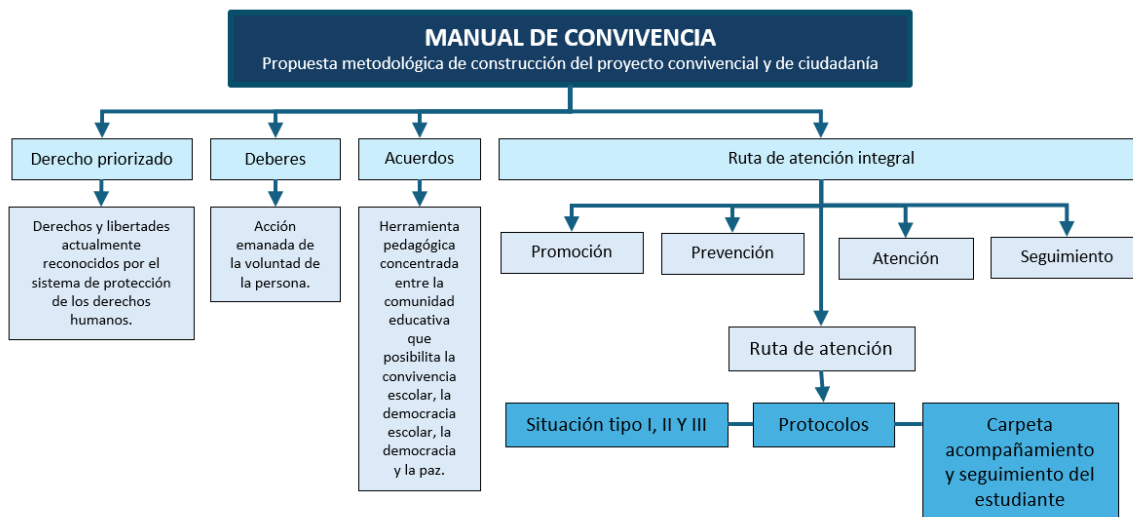 MANUAL DE CONVIVENCIA
Propuesta metodológica de construcción del proyecto convivencial y de ciudadanía
Derecho priorizado
Deberes
Acuerdos
Ruta de atención integral
Derechos y libertades
actualmente
reconocidos por el
sistema de protección
de los derechos
humanos.
Acción
emanada de
la voluntad de
la persona.
Herramienta
pedagógica
concentrada
entre la
comunidad
educativa
que
posibilita la
convivencia
escolar, la
democracia
escolar, la
democracia
y la paz.
Promoción
Prevención
Atención
Seguimiento
Ruta de atención
Situación tipo I, II Y III
Protocolos
Carpeta
acompañamiento
y seguimiento del
estudiante